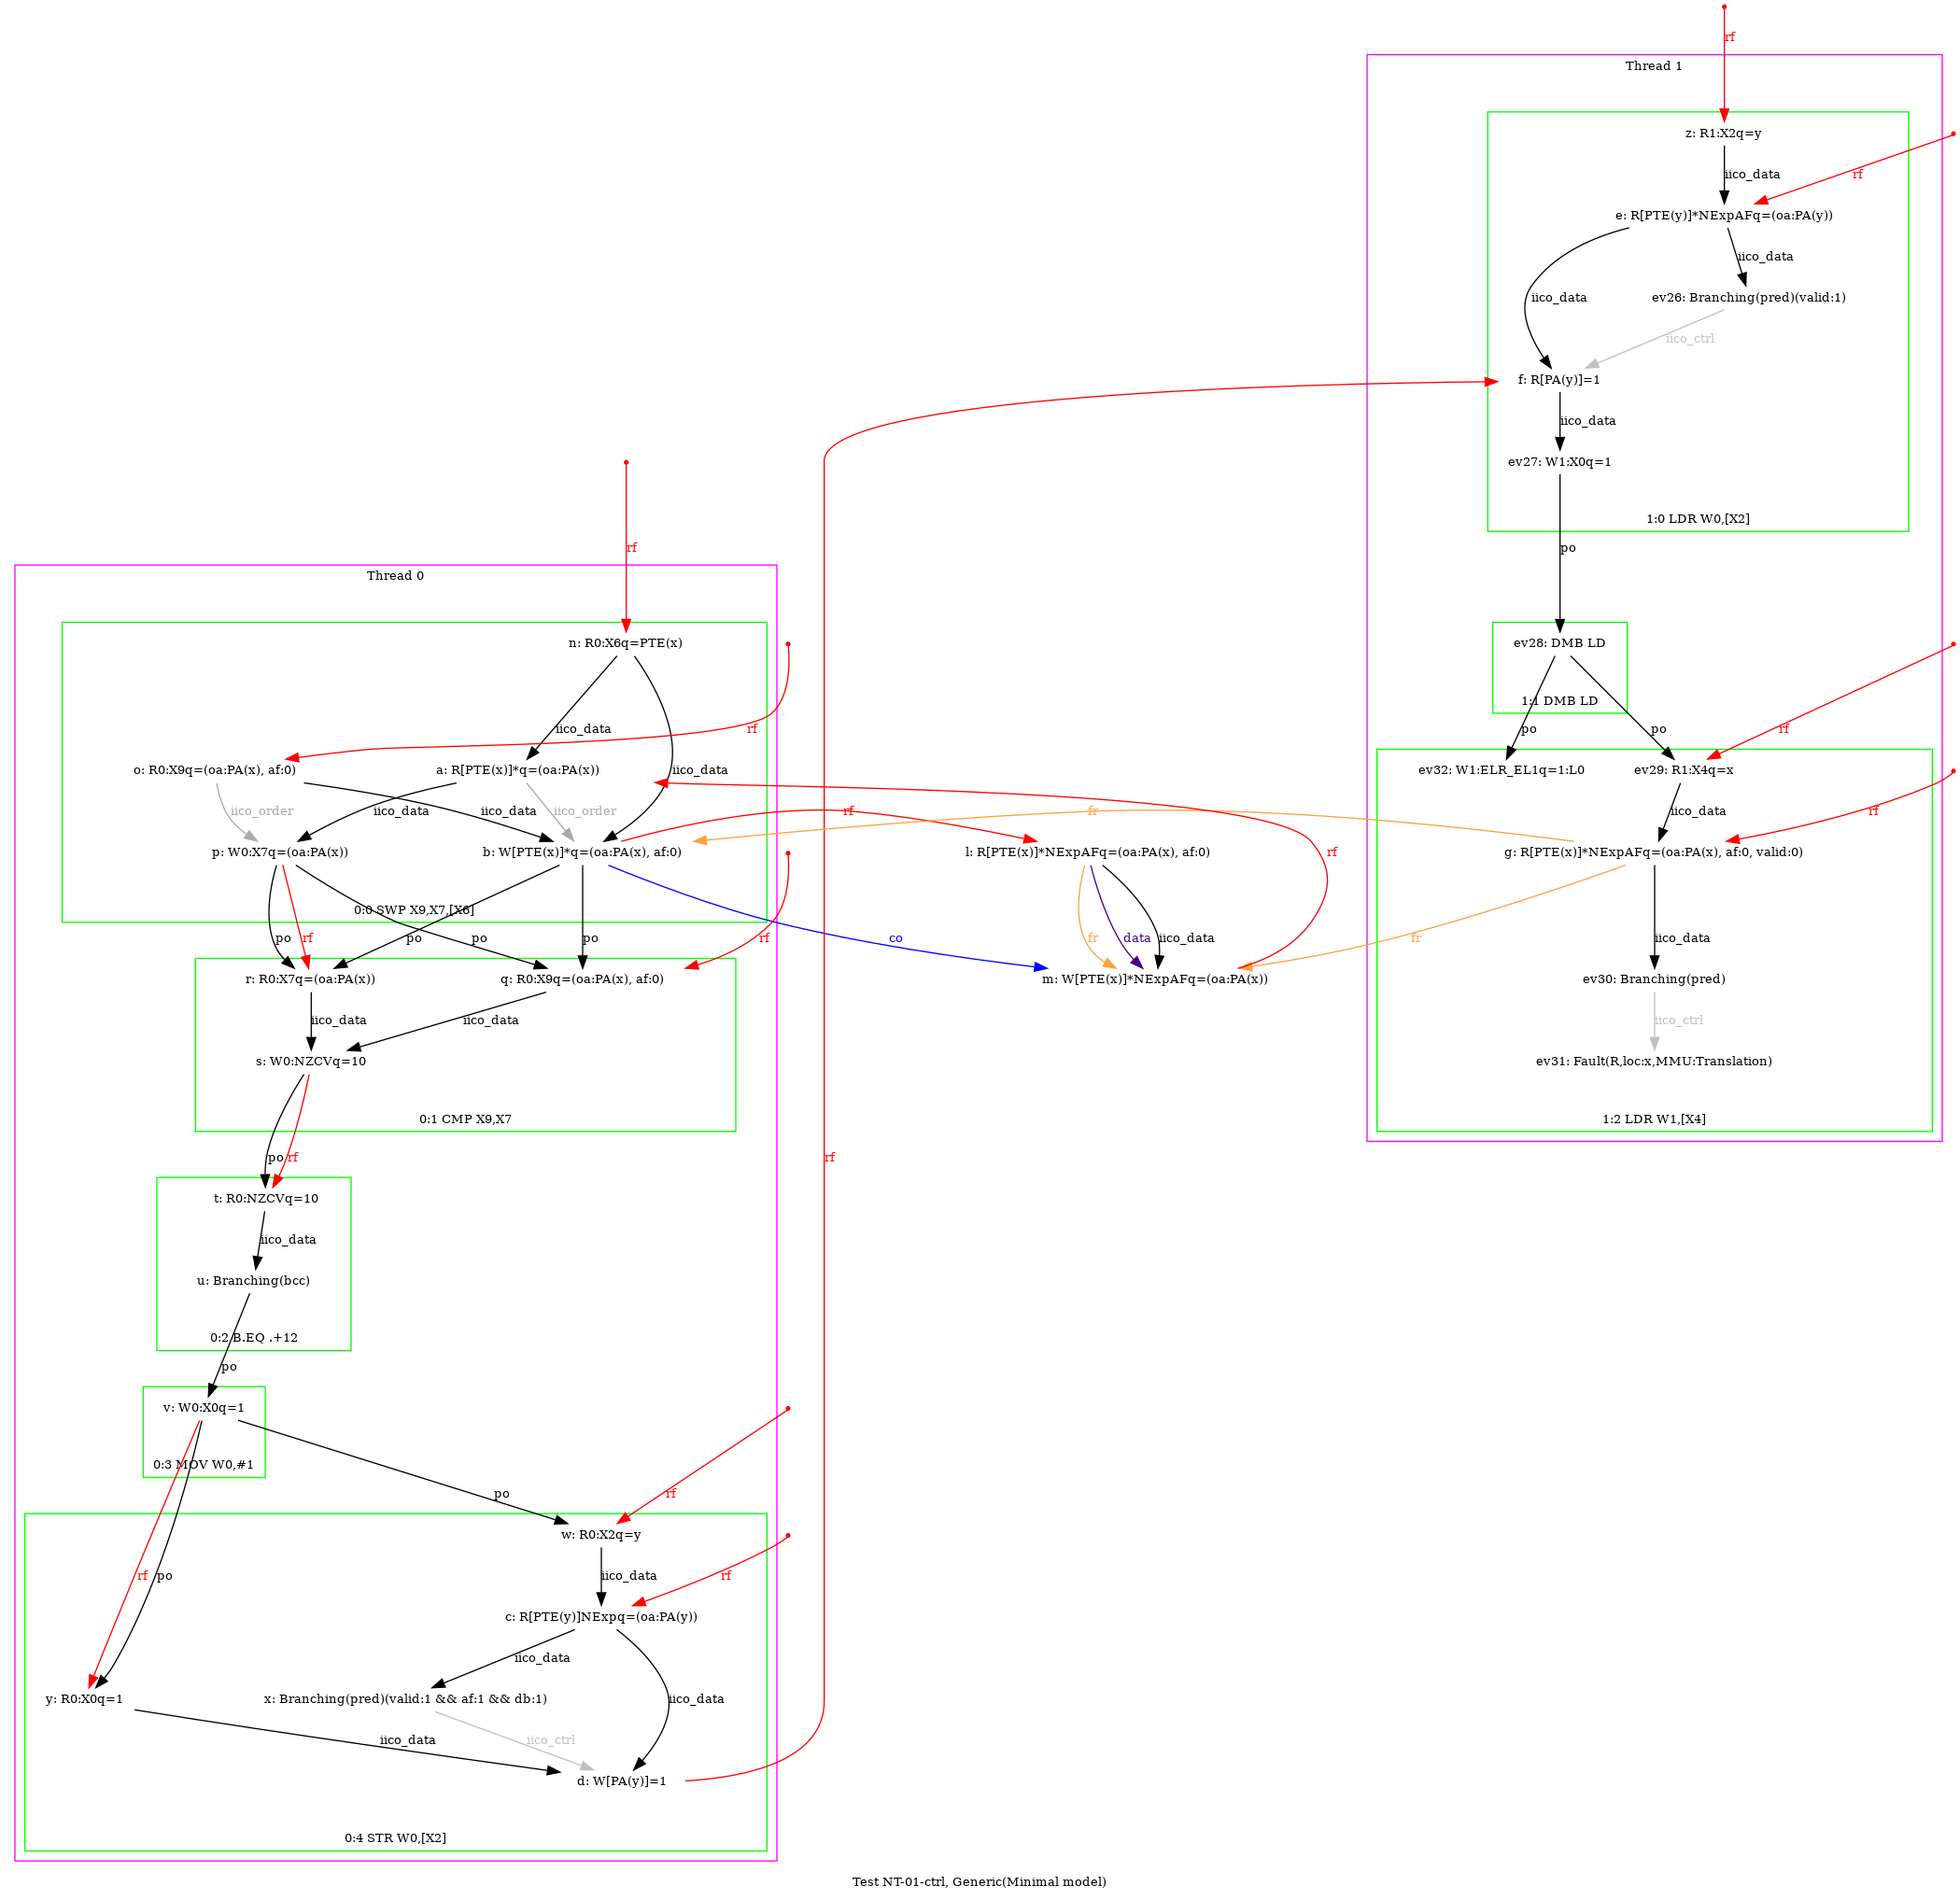 rf
Thread 1
z: R1:X2q=y
iico_data
rf
e: R[PTE(y)]*NExpAFq=(oa:PA(y))
iico_data
iico_data
ev26: Branching(pred)(valid:1)
iico_ctrl
f: R[PA(y)]=1
iico_data
ev27: W1:X0q=1
1:0 LDR W0,[X2]
rf
po
Thread 0
n: R0:X6q=PTE(x)
ev28: DMB LD
1:1 DMB LD
iico_data
rf
po
po
rf
o: R0:X9q=(oa:PA(x), af:0)
a: R[PTE(x)]*q=(oa:PA(x))
iico_data
ev32: W1:ELR_EL1q=1:L0
ev29: R1:X4q=x
iico_order
iico_data
iico_data
iico_order
rf
fr
iico_data
rf
p: W0:X7q=(oa:PA(x))
b: W[PTE(x)]*q=(oa:PA(x), af:0)
l: R[PTE(x)]*NExpAFq=(oa:PA(x), af:0)
rf
g: R[PTE(x)]*NExpAFq=(oa:PA(x), af:0, valid:0)
0:0 SWP X9,X7,[X6]
po
rf
po
po
po
rf
co
fr
data
iico_data
fr
iico_data
r: R0:X7q=(oa:PA(x))
q: R0:X9q=(oa:PA(x), af:0)
m: W[PTE(x)]*NExpAFq=(oa:PA(x))
ev30: Branching(pred)
iico_data
iico_data
iico_ctrl
s: W0:NZCVq=10
ev31: Fault(R,loc:x,MMU:Translation)
0:1 CMP X9,X7
1:2 LDR W1,[X4]
po
rf
rf
t: R0:NZCVq=10
iico_data
u: Branching(bcc)
0:2 B.EQ .+12
po
v: W0:X0q=1
0:3 MOV W0,#1
po
rf
w: R0:X2q=y
rf
po
iico_data
rf
c: R[PTE(y)]NExpq=(oa:PA(y))
iico_data
iico_data
y: R0:X0q=1
x: Branching(pred)(valid:1 && af:1 && db:1)
iico_data
iico_ctrl
d: W[PA(y)]=1
0:4 STR W0,[X2]
Test NT-01-ctrl, Generic(Minimal model)